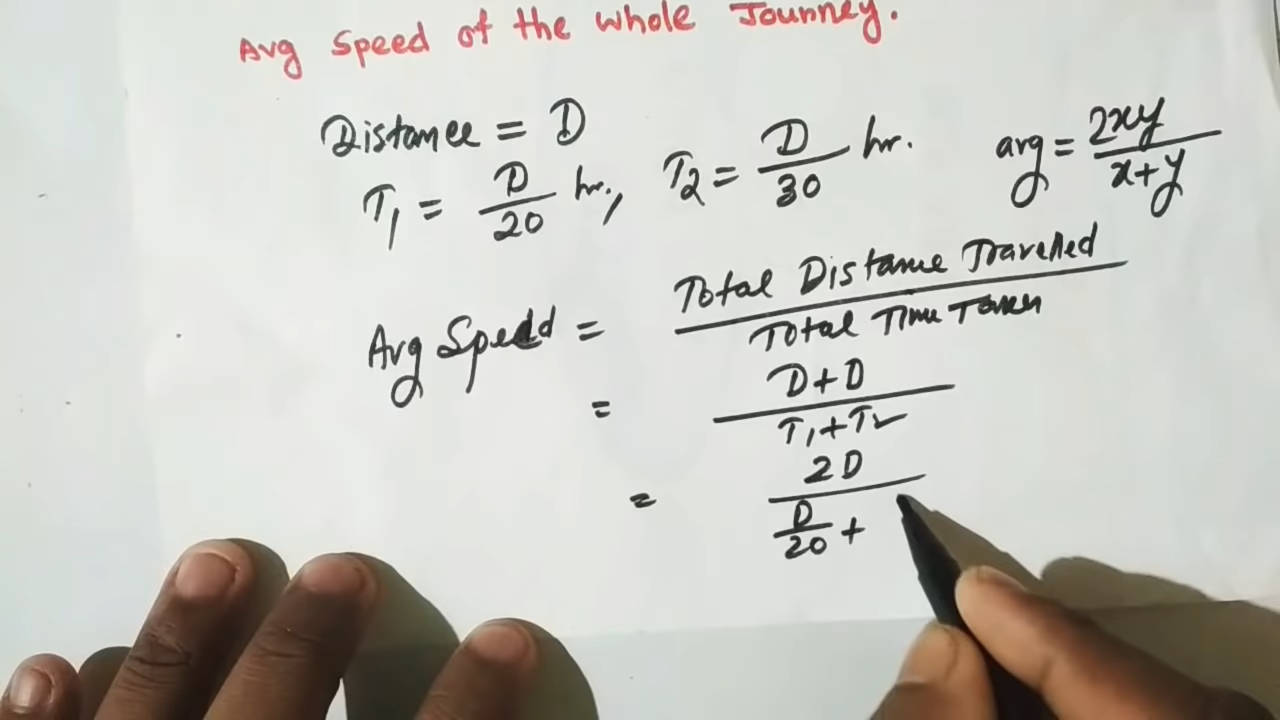 Avg Speed of the whole Journey.
Distance = D
T1 = D/20 hr., T2 = D/30 hr.
avg = 2xy/x+y
Avg Speed = Total Distance Travelled / Total Time Taken
= D+D / T1+T2
= 2D / D/20 +